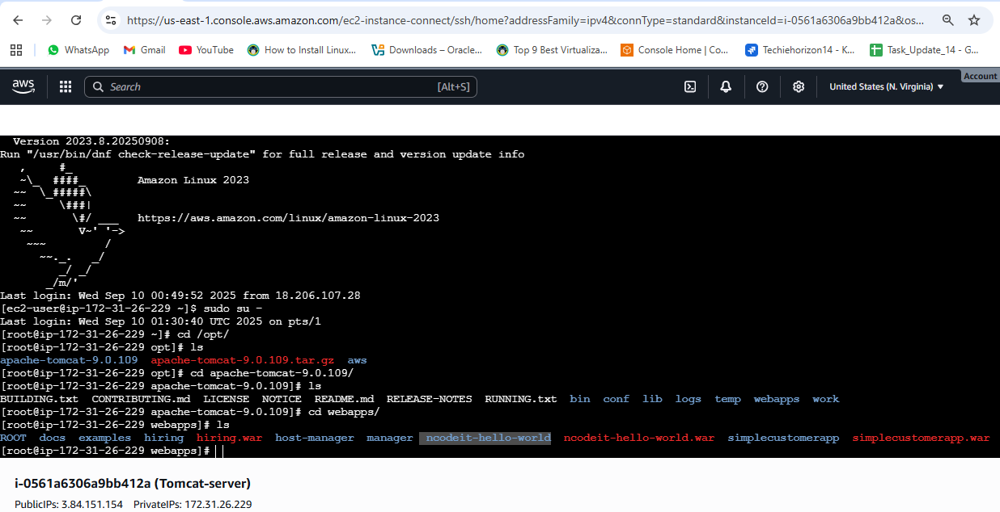 https://us-east-1.console.aws.amazon.com/ec2-instance-connect/ssh/home?addressFamily=ipv4&connType=standard&instanceId=i-0561a6306a9bb412a&os...
WhatsApp Gmail YouTube How to Install Linux... Downloads – Oracle... Top 9 Best Virtualiza... Console Home | Co... Techiehorizon14 - K... Task_Update_14 - G...
aws Search [Alt+S] United States (N. Virginia) Account
Version 2023.8.20250908:
Run "/usr/bin/dnf check-release-update" for full release and version update info
   ,     #_
   ~\_  ####_        Amazon Linux 2023
  ~~  \_#####\
  ~~     \###|
  ~~       \#/ ___   https://aws.amazon.com/linux/amazon-linux-2023
   ~~       V~' '->
    ~~~         /
      ~~._.   _/
         _/ _/
       _/m/'
Last login: Wed Sep 10 00:49:52 2025 from 18.206.107.28
[ec2-user@ip-172-31-26-229 ~]$ sudo su -
Last login: Wed Sep 10 01:30:40 UTC 2025 on pts/1
[root@ip-172-31-26-229 ~]# cd /opt/
[root@ip-172-31-26-229 opt]# ls
apache-tomcat-9.0.109  apache-tomcat-9.0.109.tar.gz  aws
[root@ip-172-31-26-229 opt]# cd apache-tomcat-9.0.109/
[root@ip-172-31-26-229 apache-tomcat-9.0.109]# ls
BUILDING.txt  CONTRIBUTING.md  LICENSE  NOTICE  README.md  RELEASE-NOTES  RUNNING.txt  bin  conf  lib  logs  temp  webapps  work
[root@ip-172-31-26-229 apache-tomcat-9.0.109]# cd webapps/
[root@ip-172-31-26-229 webapps]# ls
ROOT  docs  examples  hiring  hiring.war  host-manager  manager  ncodeit-hello-world  ncodeit-hello-world.war  simplecustomerapp  simplecustomerapp.war
[root@ip-172-31-26-229 webapps]#
i-0561a6306a9bb412a (Tomcat-server)
PublicIPs: 3.84.151.154 PrivateIPs: 172.31.26.229